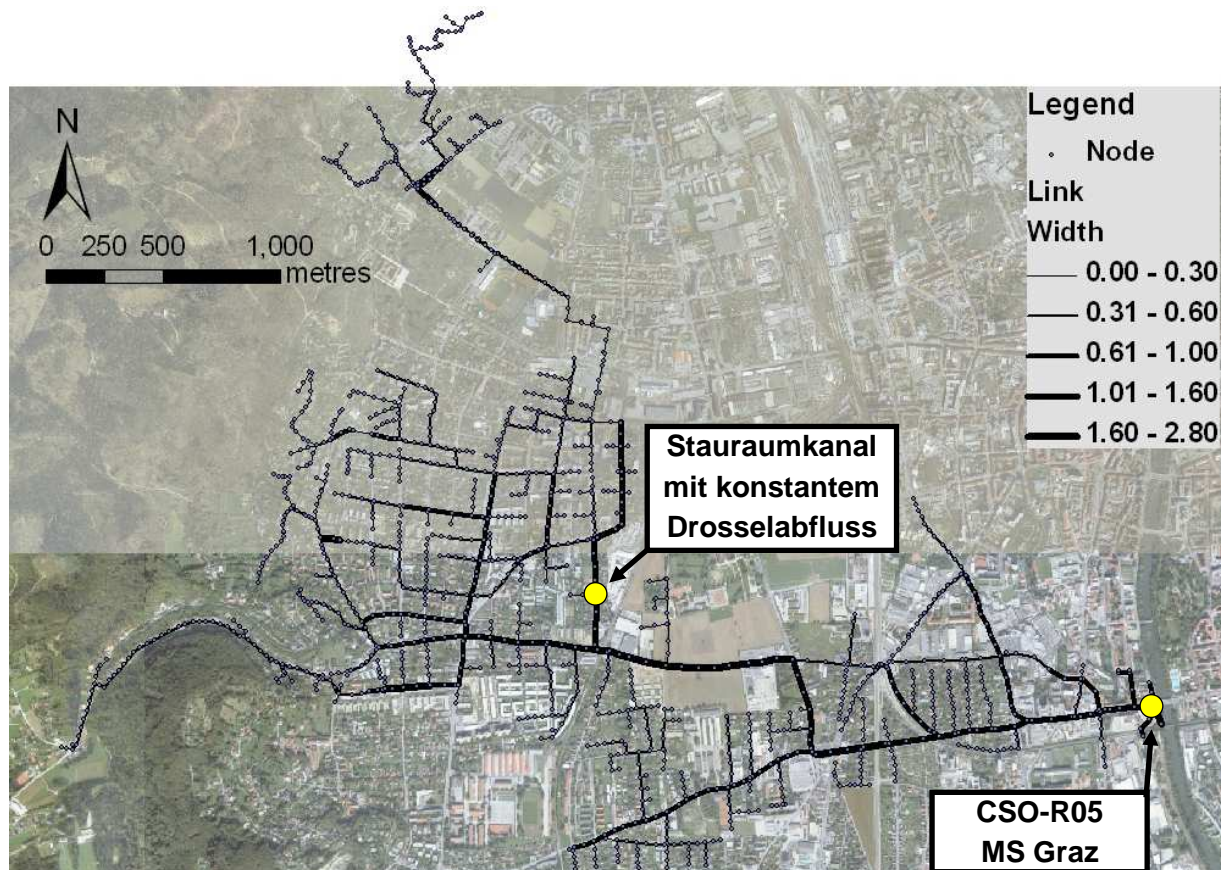 N
0 250 500 1,000
metres
Legend
Node
Link
Width
0.00 - 0.30
0.31 - 0.60
0.61 - 1.00
1.01 - 1.60
1.60 - 2.80
Stauraumkanal
mit konstantem
Drosselabfluss
CSO-R05
MS Graz